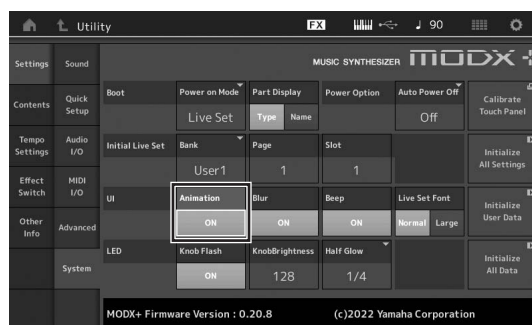 Utility FX 90
MUSIC SYNTHESIZER MODX+
Settings Sound
Boot Power on Mode Part Display Power Option Auto Power Off
Live Set Type Name Off
Calibrate
Touch Panel
Contents Quick
Setup
Tempo
Settings Audio
I/O
Initial Live Set Bank Page Slot
User1 1 1
Initialize
All Settings
Effect
Switch MIDI
I/O
UI Animation Blur Beep Live Set Font
ON ON ON Normal Large
Initialize
User Data
Other
Info Advanced
LED Knob Flash KnobBrightness Half Glow
ON 128 1/4
Initialize
All Data
System
MODX+ Firmware Version : 0.20.8 (c)2022 Yamaha Corporation